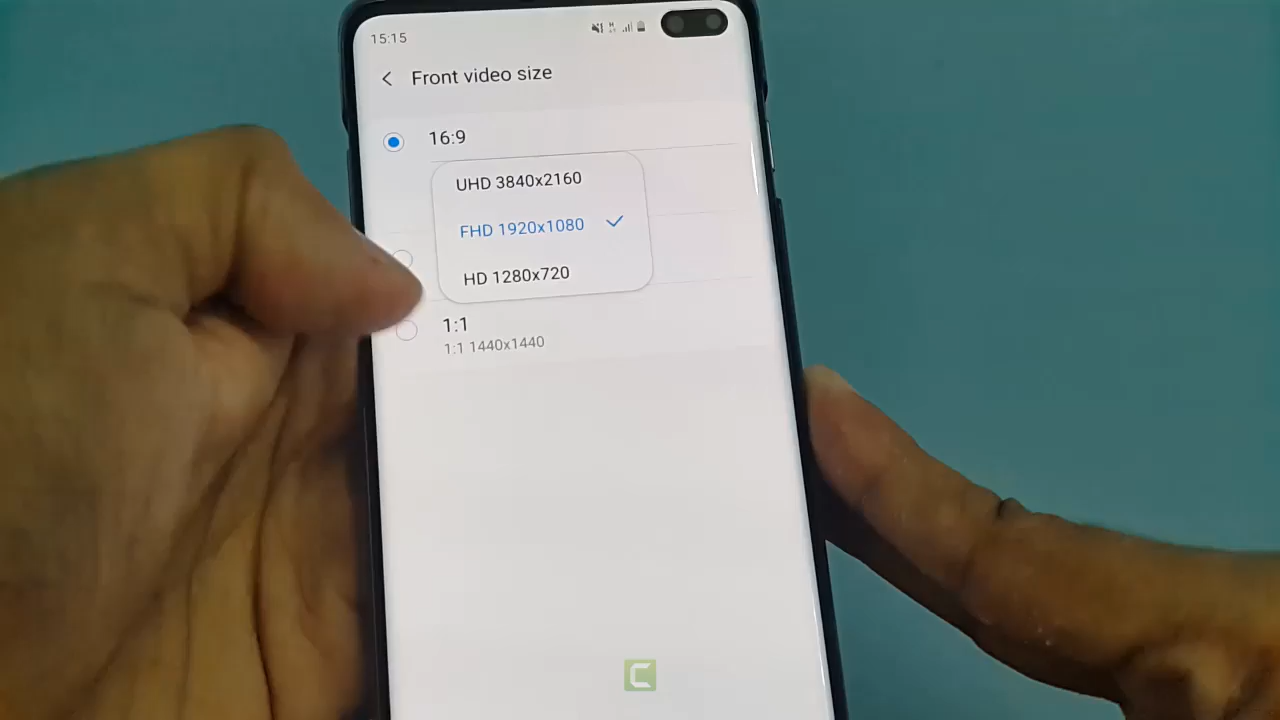 15:15
Front video size
16:9
UHD 3840x2160
FHD 1920x1080
HD 1280x720
1:1
1:1 1440x1440